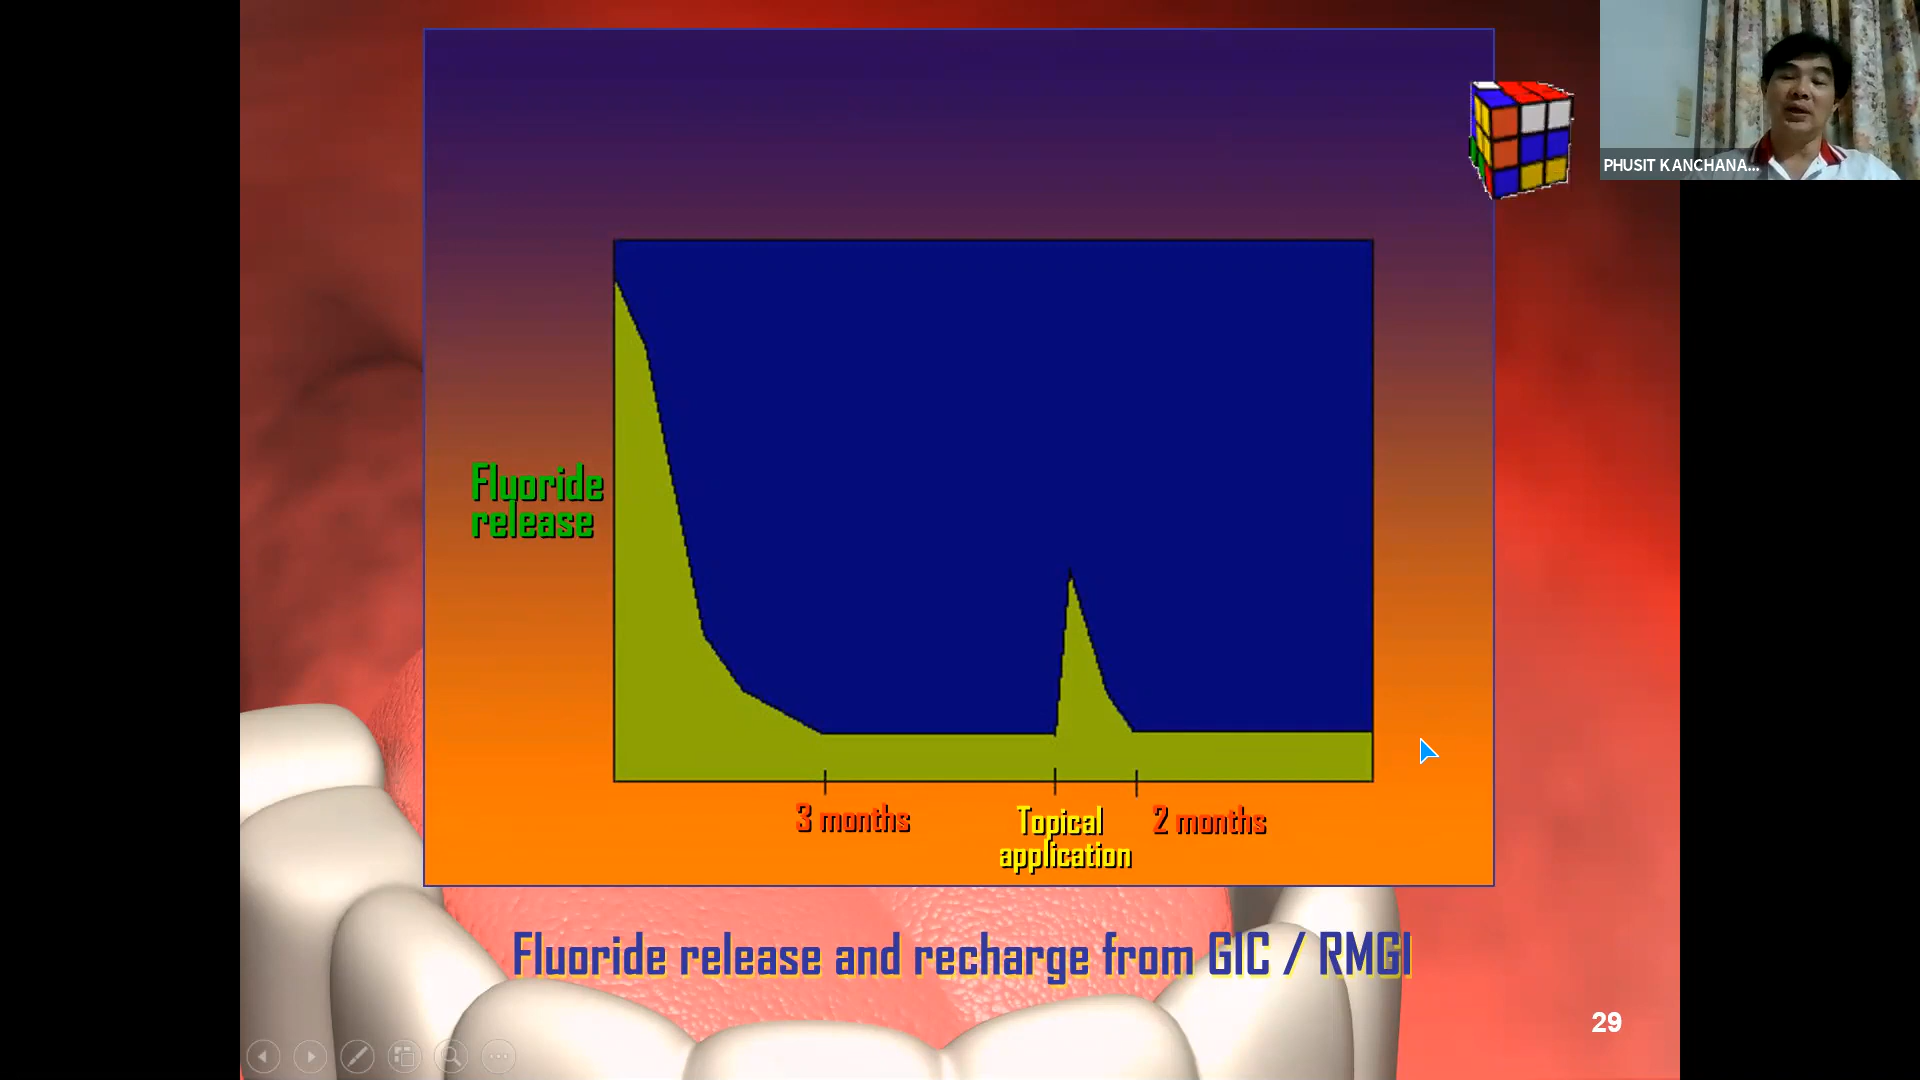 PHUSIT KANCHANA...
Fluoride
release
3 months
Topical
application
2 months
Fluoride release and recharge from GIC / RMGI
29